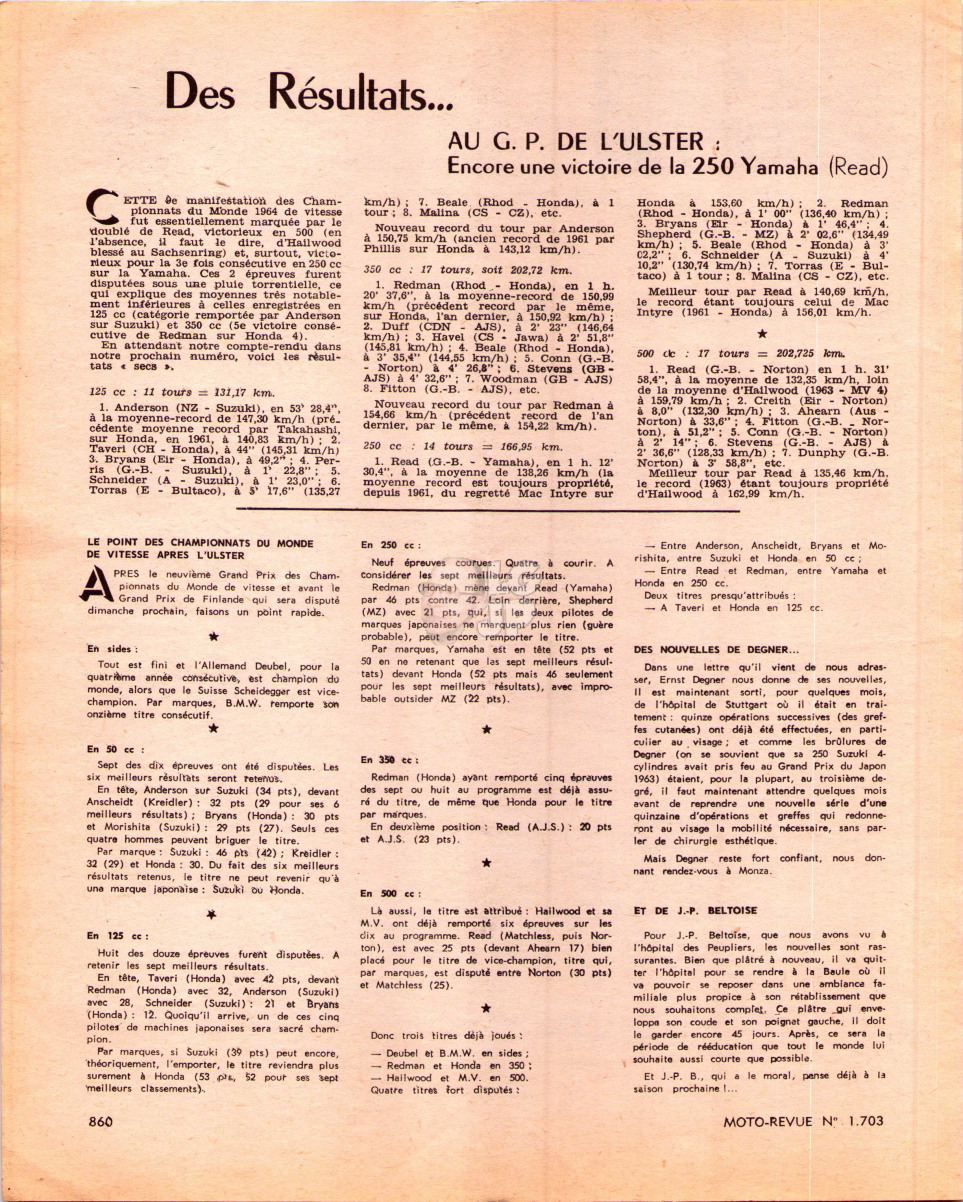 Des Résultats...
AU G. P. DE L'ULSTER :
Encore une victoire de la 250 Yamaha (Read)
CETTE 9e manifestation des Cham-
pionnats du Monde 1964 de vitesse
fut essentiellement marquée par le
doublé de Read, victorieux en 500 (en
l'absence, il faut le dire, d'Hailwood
blessé au Sachsenring) et, surtout, victo-
rieux pour la 3e fois consécutive en 250 cc
sur la Yamaha. Ces 2 épreuves furent
disputées sous une pluie torrentielle, ce
qui explique des moyennes très notable-
ment inférieures à celles enregistrées en
125 cc (catégorie remportée par Anderson
sur Suzuki) et 350 cc (5e victoire consé-
cutive de Redman sur Honda 4).
En attendant notre compte-rendu dans
notre prochain numéro, voici les résul-
tats « secs ».
125 cc : 11 tours = 131,17 km.
1. Anderson (NZ - Suzuki), en 53' 28,4",
à la moyenne-record de 147,30 km/h (pré-
cédente moyenne record par Takahashi,
sur Honda, en 1961, à 140,83 km/h) ; 2.
Taveri (CH - Honda), à 44" (145,31 km/h)
3. Bryans (Eir - Honda), à 49,2" ; 4. Per-
ris (G.-B. - Suzuki), à 1' 22,8" ; 5.
Schneider (A - Suzuki), à 1' 23,0" ; 6.
Torras (E - Bultaco), à 5' 17,6" (135,27
km/h) ; 7. Beale (Rhod - Honda), à 1
tour ; 8. Malina (CS - CZ), etc.
Nouveau record du tour par Anderson
à 150,75 km/h (ancien record de 1961 par
Phillis sur Honda à 143,12 km/h).
350 cc : 17 tours, soit 202,72 km.
1. Redman (Rhod - Honda), en 1 h.
20' 37,6", à la moyenne-record de 150,99
km/h (précédent record par le même,
sur Honda, l'an dernier, à 150,92 km/h) ;
2. Duff (CDN - AJS), à 2' 23" (146,64
km/h) ; 3. Havel (CS - Jawa) à 2' 51,8"
(145,81 km/h) ; 4. Beale (Rhod - Honda),
à 3' 35,4" (144,55 km/h) ; 5. Conn (G.-B.
- Norton) à 4' 26,8" ; 6. Stevens (GB -
AJS) à 4' 32,6" ; 7. Woodman (GB - AJS)
8. Fitton (G.-B. - AJS), etc.
Nouveau record du tour par Redman à
154,66 km/h (précédent record de l'an
dernier, par le même, à 154,22 km/h).
250 cc : 14 tours = 166,95 km.
1. Read (G.-B. - Yamaha), en 1 h. 12'
30,4", à la moyenne de 138,26 km/h (la
moyenne record est toujours propriété,
depuis 1961, du regretté Mac Intyre sur
Honda à 153,60 km/h) ; 2. Redman
(Rhod - Honda), à 1' 00" (136,40 km/h) ;
3. Bryans (Eir - Honda) à 1' 46,4" ; 4.
Shepherd (G.-B. - MZ) à 2' 02,6" (134,49
km/h) ; 5. Beale (Rhod - Honda) à 3'
02,2" ; 6. Schneider (A - Suzuki) à 4'
10,2" (130,74 km/h) ; 7. Torras (E - Bul-
taco) à 1 tour ; 8. Malina (CS - CZ), etc.
Meilleur tour par Read à 140,69 km/h,
le record étant toujours celui de Mac
Intyre (1961 - Honda) à 156,01 km/h.
★
500 cc : 17 tours = 202,725 km.
1. Read (G.-B. - Norton) en 1 h. 31'
58,4", à la moyenne de 132,35 km/h, loin
de la moyenne d'Hailwood (1963 - MV 4)
à 159,79 km/h ; 2. Creith (Eir - Norton)
à 8,0" (132,30 km/h) ; 3. Ahearn (Aus -
Norton) à 33,6" ; 4. Fitton (G.-B. - Nor-
ton), à 51,2" ; 5. Conn (G.-B. - Norton)
à 2' 14" ; 6. Stevens (G.-B. - AJS) à
2' 36,6" (128,33 km/h) ; 7. Dunphy (G.-B.
Norton) à 3' 58,8", etc.
Meilleur tour par Read à 135,46 km/h,
le record (1963) étant toujours propriété
d'Hailwood à 162,99 km/h.
LE POINT DES CHAMPIONNATS DU MONDE
DE VITESSE APRES L'ULSTER
APRES le neuvième Grand Prix des Cham-
pionnats du Monde de vitesse et avant le
Grand Prix de Finlande qui sera disputé
dimanche prochain, faisons un point rapide.
★
En sides :
Tout est fini et l'Allemand Deubel, pour la
quatrième année consécutive, est champion du
monde, alors que le Suisse Scheidegger est vice-
champion. Par marques, B.M.W. remporte son
onzième titre consécutif.
★
En 50 cc :
Sept des dix épreuves ont été disputées. Les
six meilleurs résultats seront retenus.
En tête, Anderson sur Suzuki (34 pts), devant
Anscheidt (Kreidler) : 32 pts (29 pour ses 6
meilleurs résultats) ; Bryans (Honda) : 30 pts
et Morishita (Suzuki) : 29 pts (27). Seuls ces
quatre hommes peuvent briguer le titre.
Par marque : Suzuki : 46 pts (42) ; Kreidler :
32 (29) et Honda : 30. Du fait des six meilleurs
résultats retenus, le titre ne peut revenir qu'à
une marque japonaise : Suzuki ou Honda.
★
En 125 cc :
Huit des douze épreuves furent disputées. A
retenir les sept meilleurs résultats.
En tête, Taveri (Honda) avec 42 pts, devant
Redman (Honda) avec 32, Anderson (Suzuki)
avec 28, Schneider (Suzuki) : 21 et Bryans
(Honda) : 12. Quoiqu'il arrive, un de ces cinq
pilotes de machines japonaises sera sacré cham-
pion.
Par marques, si Suzuki (39 pts) peut encore,
théoriquement, l'emporter, le titre reviendra plus
surement à Honda (53 pts, 52 pour ses sept
meilleurs classements).
En 250 cc :
Neuf épreuves courues. Quatre à courir. A
considérer les sept meilleurs résultats.
Redman (Honda) mène devant Read (Yamaha)
par 46 pts contre 42. Loin derrière, Shepherd
(MZ) avec 21 pts, qui, si les deux pilotes de
marques japonaises ne marquent plus rien (guère
probable), peut encore remporter le titre.
Par marques, Yamaha est en tête (52 pts et
50 en ne retenant que las sept meilleurs résul-
tats) devant Honda (52 pts mais 46 seulement
pour les sept meilleurs résultats), avec impro-
bable outsider MZ (22 pts).
★
En 350 cc :
Redman (Honda) ayant remporté cinq épreuves
des sept ou huit au programme est déjà assu-
ré du titre, de même que Honda pour le titre
par marques.
En deuxième position : Read (A.J.S.) : 20 pts
et A.J.S. (23 pts).
★
En 500 cc :
Là aussi, le titre est attribué : Hailwood et sa
M.V. ont déjà remporté six épreuves sur les
dix au programme. Read (Matchless, puis Nor-
ton), est avec 25 pts (devant Ahearn 17) bien
placé pour le titre de vice-champion, titre qui,
par marques, est disputé entre Norton (30 pts)
et Matchless (25).
★
Donc trois titres déjà joués :
— Deubel et B.M.W. en sides ;
— Redman et Honda en 350 ;
— Hailwood et M.V. en 500.
Quatre titres fort disputés :
— Entre Anderson, Anscheidt, Bryans et Mo-
rishita, entre Suzuki et Honda en 50 cc ;
— Entre Read et Redman, entre Yamaha et
Honda en 250 cc.
Deux titres presqu'attribués :
— A Taveri et Honda en 125 cc.
DES NOUVELLES DE DEGNER...
Dans une lettre qu'il vient de nous adres-
ser, Ernst Degner nous donne de ses nouvelles,
Il est maintenant sorti, pour quelques mois,
de l'hôpital de Stuttgart où il était en trai-
tement : quinze opérations successives (des gref-
fes cutanées) ont déjà été effectuées, en parti-
culier au visage ; et comme les brûlures de
Degner (on se souvient que sa 250 Suzuki 4-
cylindres avait pris feu au Grand Prix du Japon
1963) étaient, pour la plupart, au troisième de-
gré, il faut maintenant attendre quelques mois
avant de reprendre une nouvelle série d'une
quinzaine d'opérations et greffes qui redonne-
ront au visage la mobilité nécessaire, sans par-
ler de chirurgie esthétique.
Mais Degner reste fort confiant, nous don-
nant rendez-vous à Monza.
ET DE J.-P. BELTOISE
Pour J.-P. Beltoise, que nous avons vu à
l'hôpital des Peupliers, les nouvelles sont ras-
surantes. Bien que plâtré à nouveau, il va quit-
ter l'hôpital pour se rendre à la Baule où il
va pouvoir se reposer dans une ambiance fa-
miliale plus propice à son rétablissement que
nous souhaitons complet. Ce plâtre qui enve-
loppe son coude et son poignet gauche, il doit
le garder encore 45 jours. Après, ce sera la
période de rééducation que tout le monde lui
souhaite aussi courte que possible.
Et J.-P. B., qui a le moral, pense déjà à la
saison prochaine !...
860
MOTO-REVUE N° 1.703